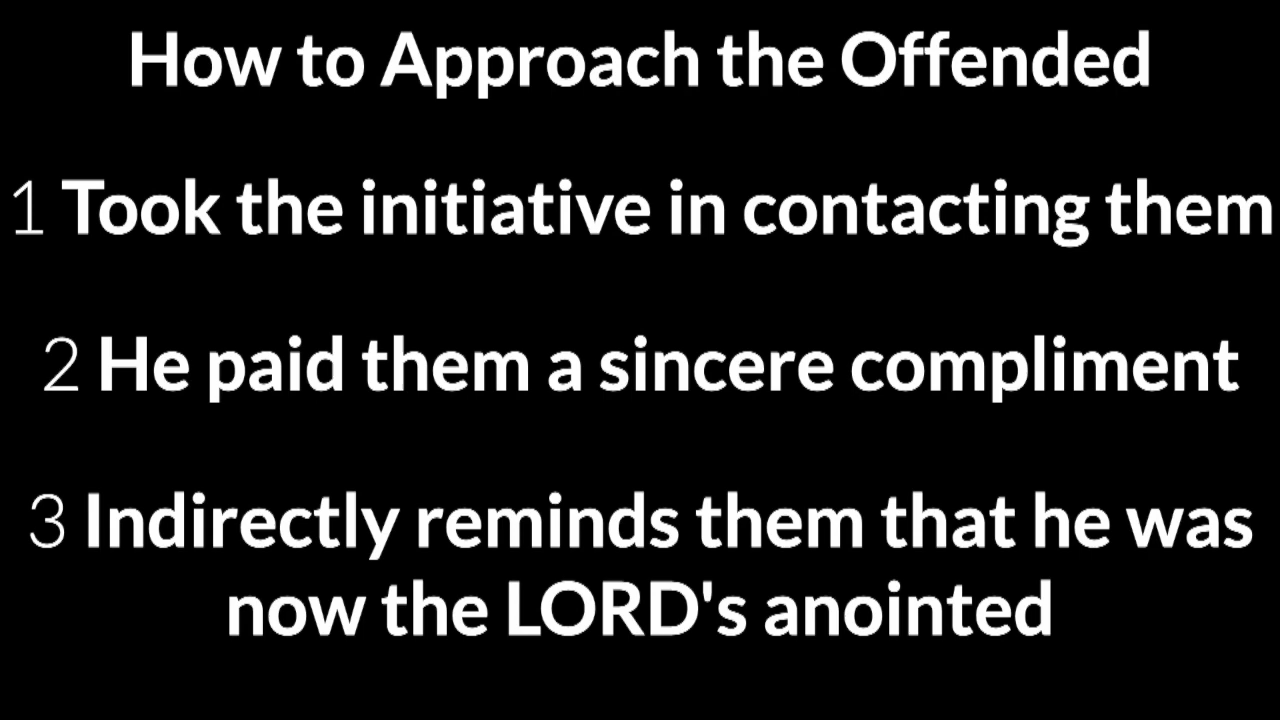 How to Approach the Offended
1 Took the initiative in contacting them
2 He paid them a sincere compliment
3 Indirectly reminds them that he was
now the LORD's anointed